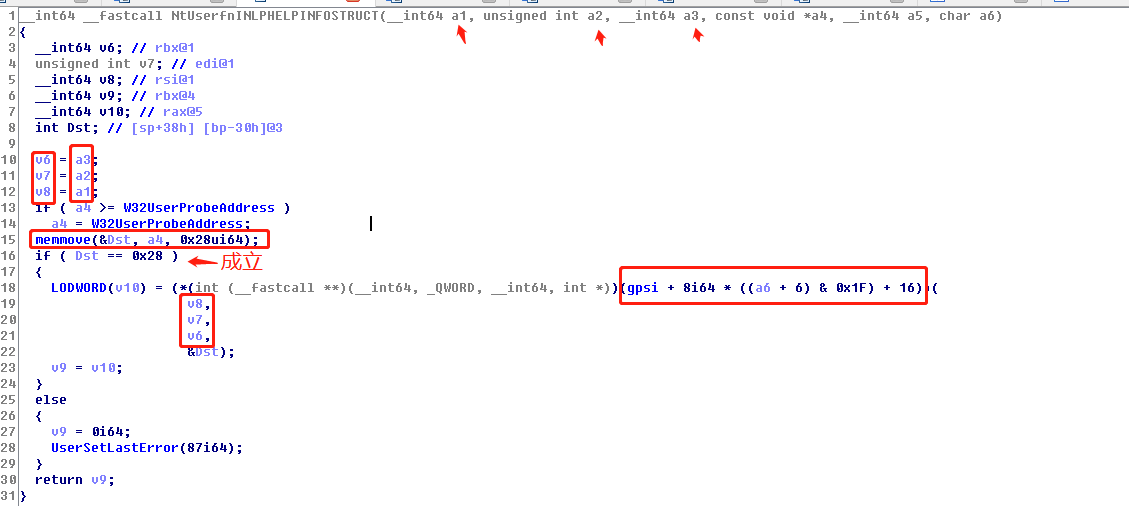 1 __int64 __fastcall NtUserfnINLPHELPINFOSTRUCT(__int64 a1, unsigned int a2, __int64 a3, const void *a4, __int64 a5, char a6)
2 {
3 __int64 v6; // rbx@1
4 unsigned int v7; // edi@1
5 __int64 v8; // rsi@1
6 __int64 v9; // rbx@4
7 __int64 v10; // rax@5
8 int Dst; // [sp+38h] [bp-30h]@3
9
10 v6 = a3;
11 v7 = a2;
12 v8 = a1;
13 if ( a4 >= W32UserProbeAddress )
14 a4 = W32UserProbeAddress;
15 memmove(&Dst, a4, 0x28ui64);
16 if ( Dst == 0x28 ) 成立
17 {
18 LODWORD(v10) = (*(int (__fastcall **)(__int64, _QWORD, __int64, int *))(gpsi + 8i64 * ((a6 + 6) & 0x1F) + 16))(
19 v8,
20 v7,
21 v6,
22 &Dst);
23 v9 = v10;
24 }
25 else
26 {
27 v9 = 0i64;
28 UserSetLastError(87i64);
29 }
30 return v9;
31 }